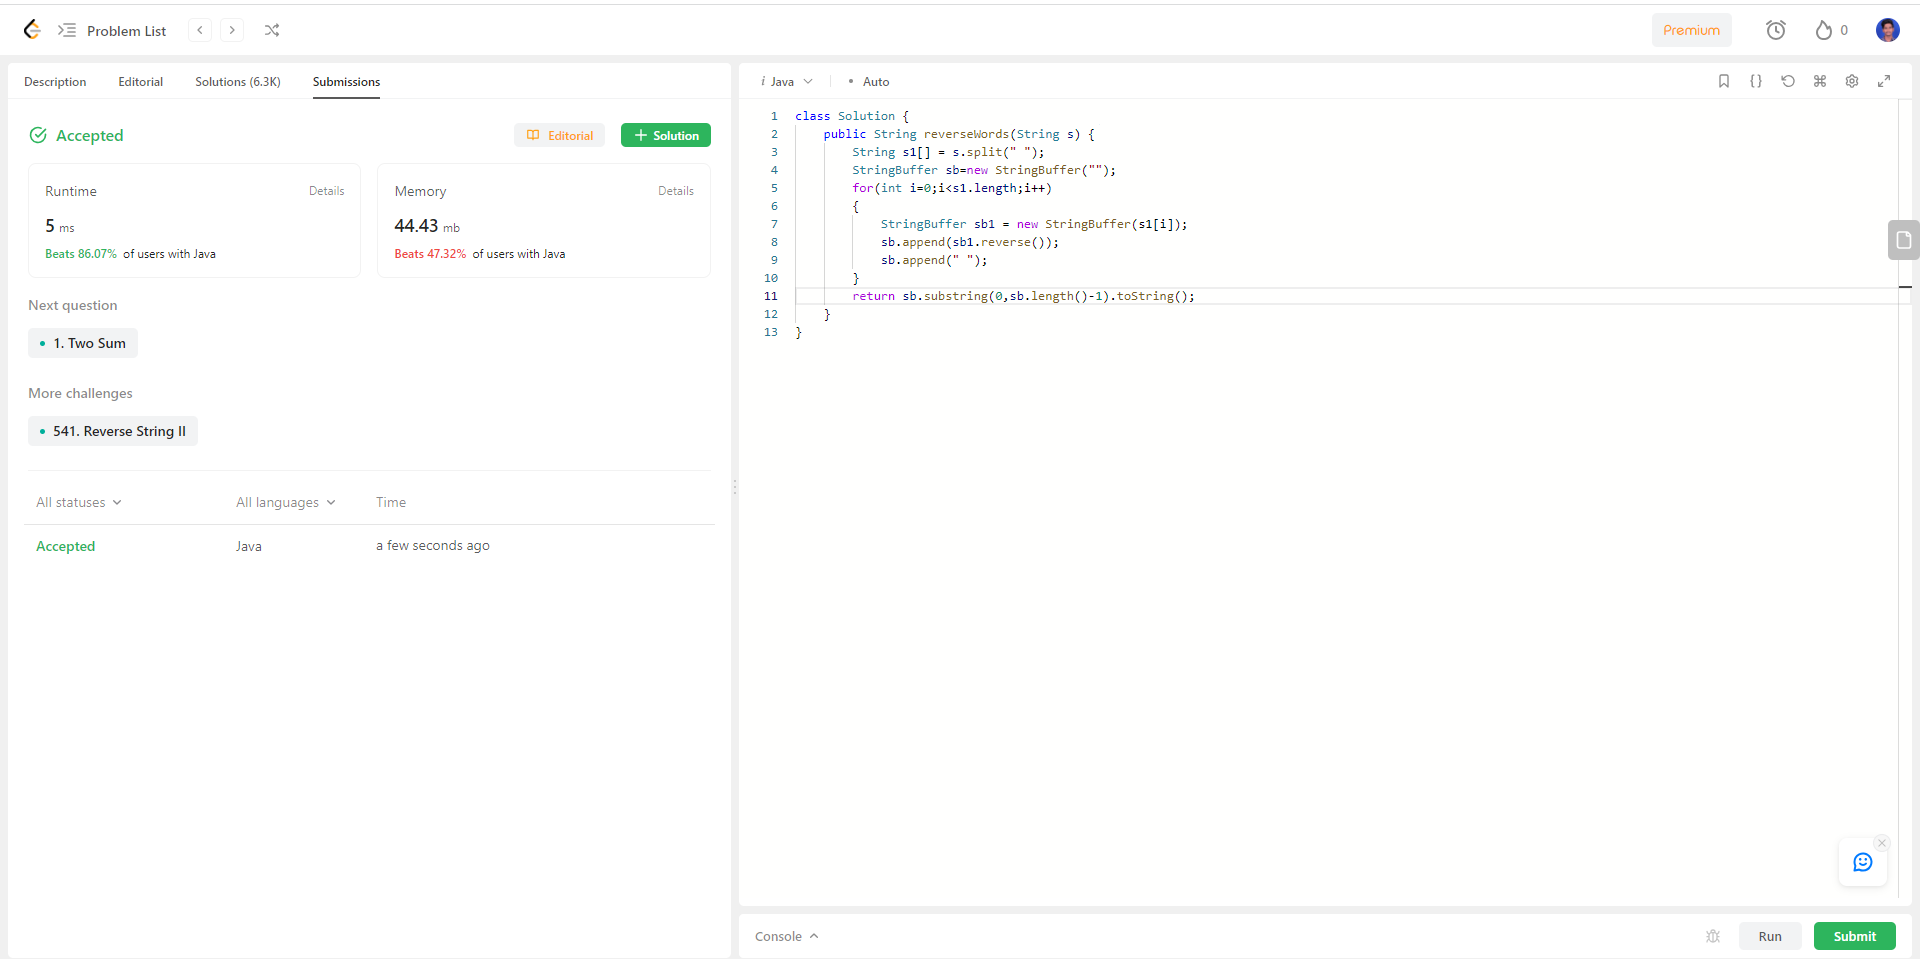 Problem List
Premium
0
Description Editorial Solutions (6.3K) Submissions
Accepted
Editorial
Solution
Runtime Details
5 ms
Beats 86.07% of users with Java
Memory Details
44.43 mb
Beats 47.32% of users with Java
Next question
1. Two Sum
More challenges
541. Reverse String II
All statuses All languages Time
Accepted Java a few seconds ago
i Java • Auto
1 class Solution {
2 public String reverseWords(String s) {
3 String s1[] = s.split(" ");
4 StringBuffer sb=new StringBuffer("");
5 for(int i=0;i<s1.length;i++)
6 {
7 StringBuffer sb1 = new StringBuffer(s1[i]);
8 sb.append(sb1.reverse());
9 sb.append(" ");
10 }
11 return sb.substring(0,sb.length()-1).toString();
12 }
13 }
Console
Run
Submit